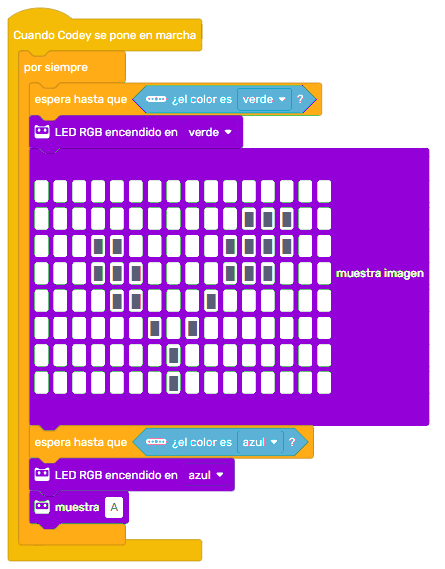 Cuando Codey se pone en marcha
por siempre
espera hasta que ¿el color es verde ?
LED RGB encendido en verde
muestra imagen
espera hasta que ¿el color es azul ?
LED RGB encendido en azul
muestra A